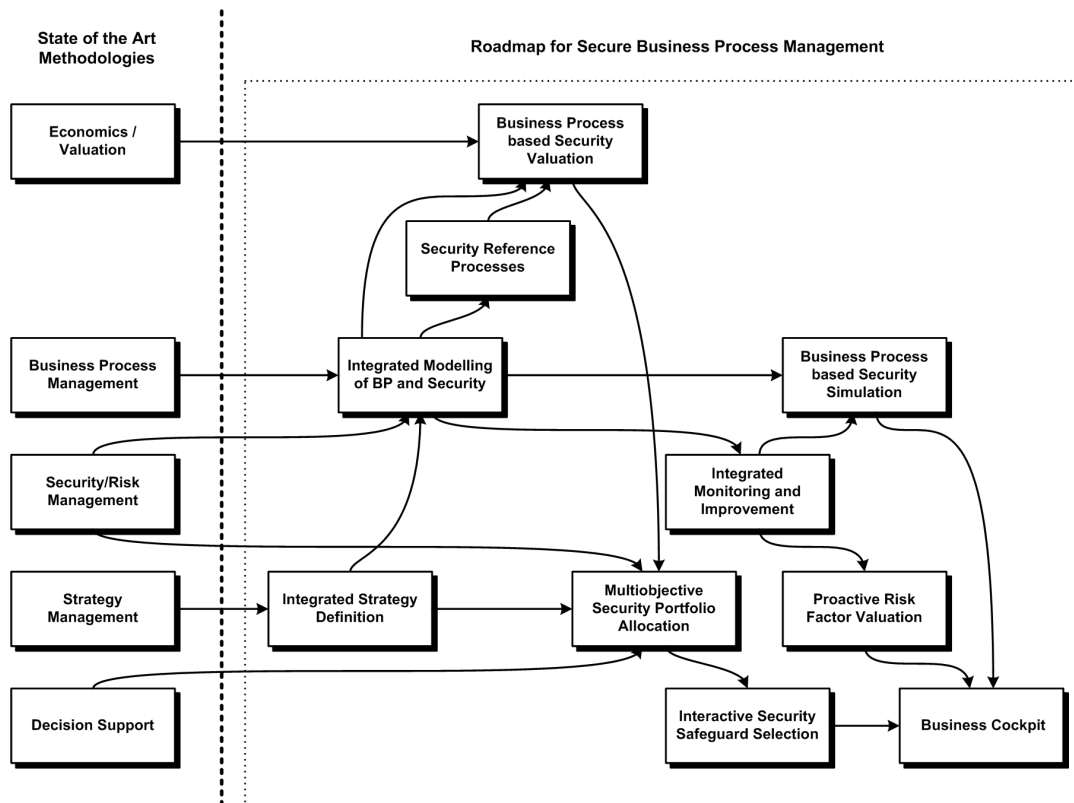 State of the Art
Methodologies
Roadmap for Secure Business Process Management
Economics /
Valuation
Business Process
based Security
Valuation
Security Reference
Processes
Business Process
Management
Integrated Modelling
of BP and Security
Business Process
based Security
Simulation
Security/Risk
Management
Integrated
Monitoring and
Improvement
Strategy
Management
Integrated Strategy
Definition
Multiobjective
Security Portfolio
Allocation
Proactive Risk
Factor Valuation
Decision Support
Interactive Security
Safeguard Selection
Business Cockpit